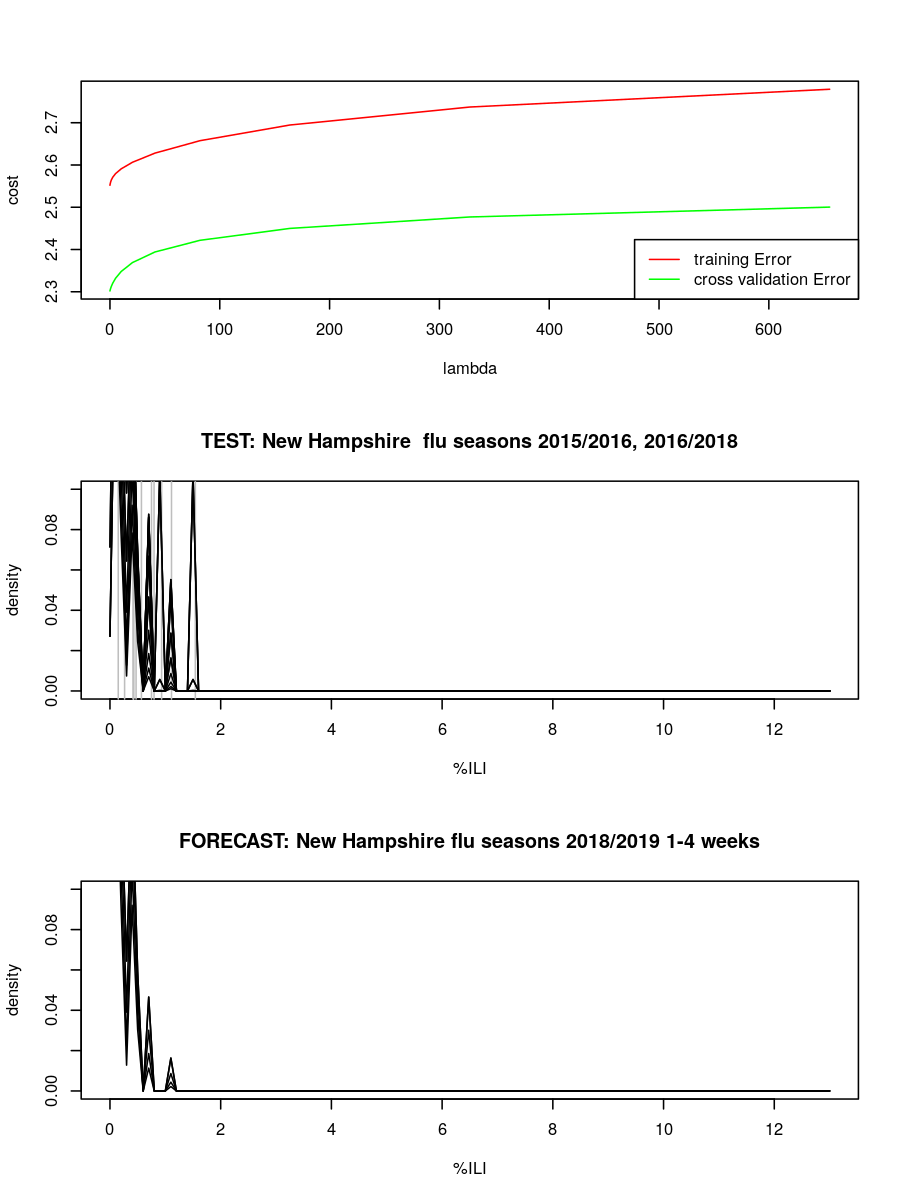 cost
2.3 2.4 2.5 2.6 2.7
training Error
cross validation Error
0 100 200 300 400 500 600
lambda
TEST: New Hampshire  flu seasons 2015/2016, 2016/2018
density
0.00 0.04 0.08
0 2 4 6 8 10 12
%ILI
FORECAST: New Hampshire flu seasons 2018/2019 1-4 weeks
density
0.00 0.04 0.08
0 2 4 6 8 10 12
%ILI